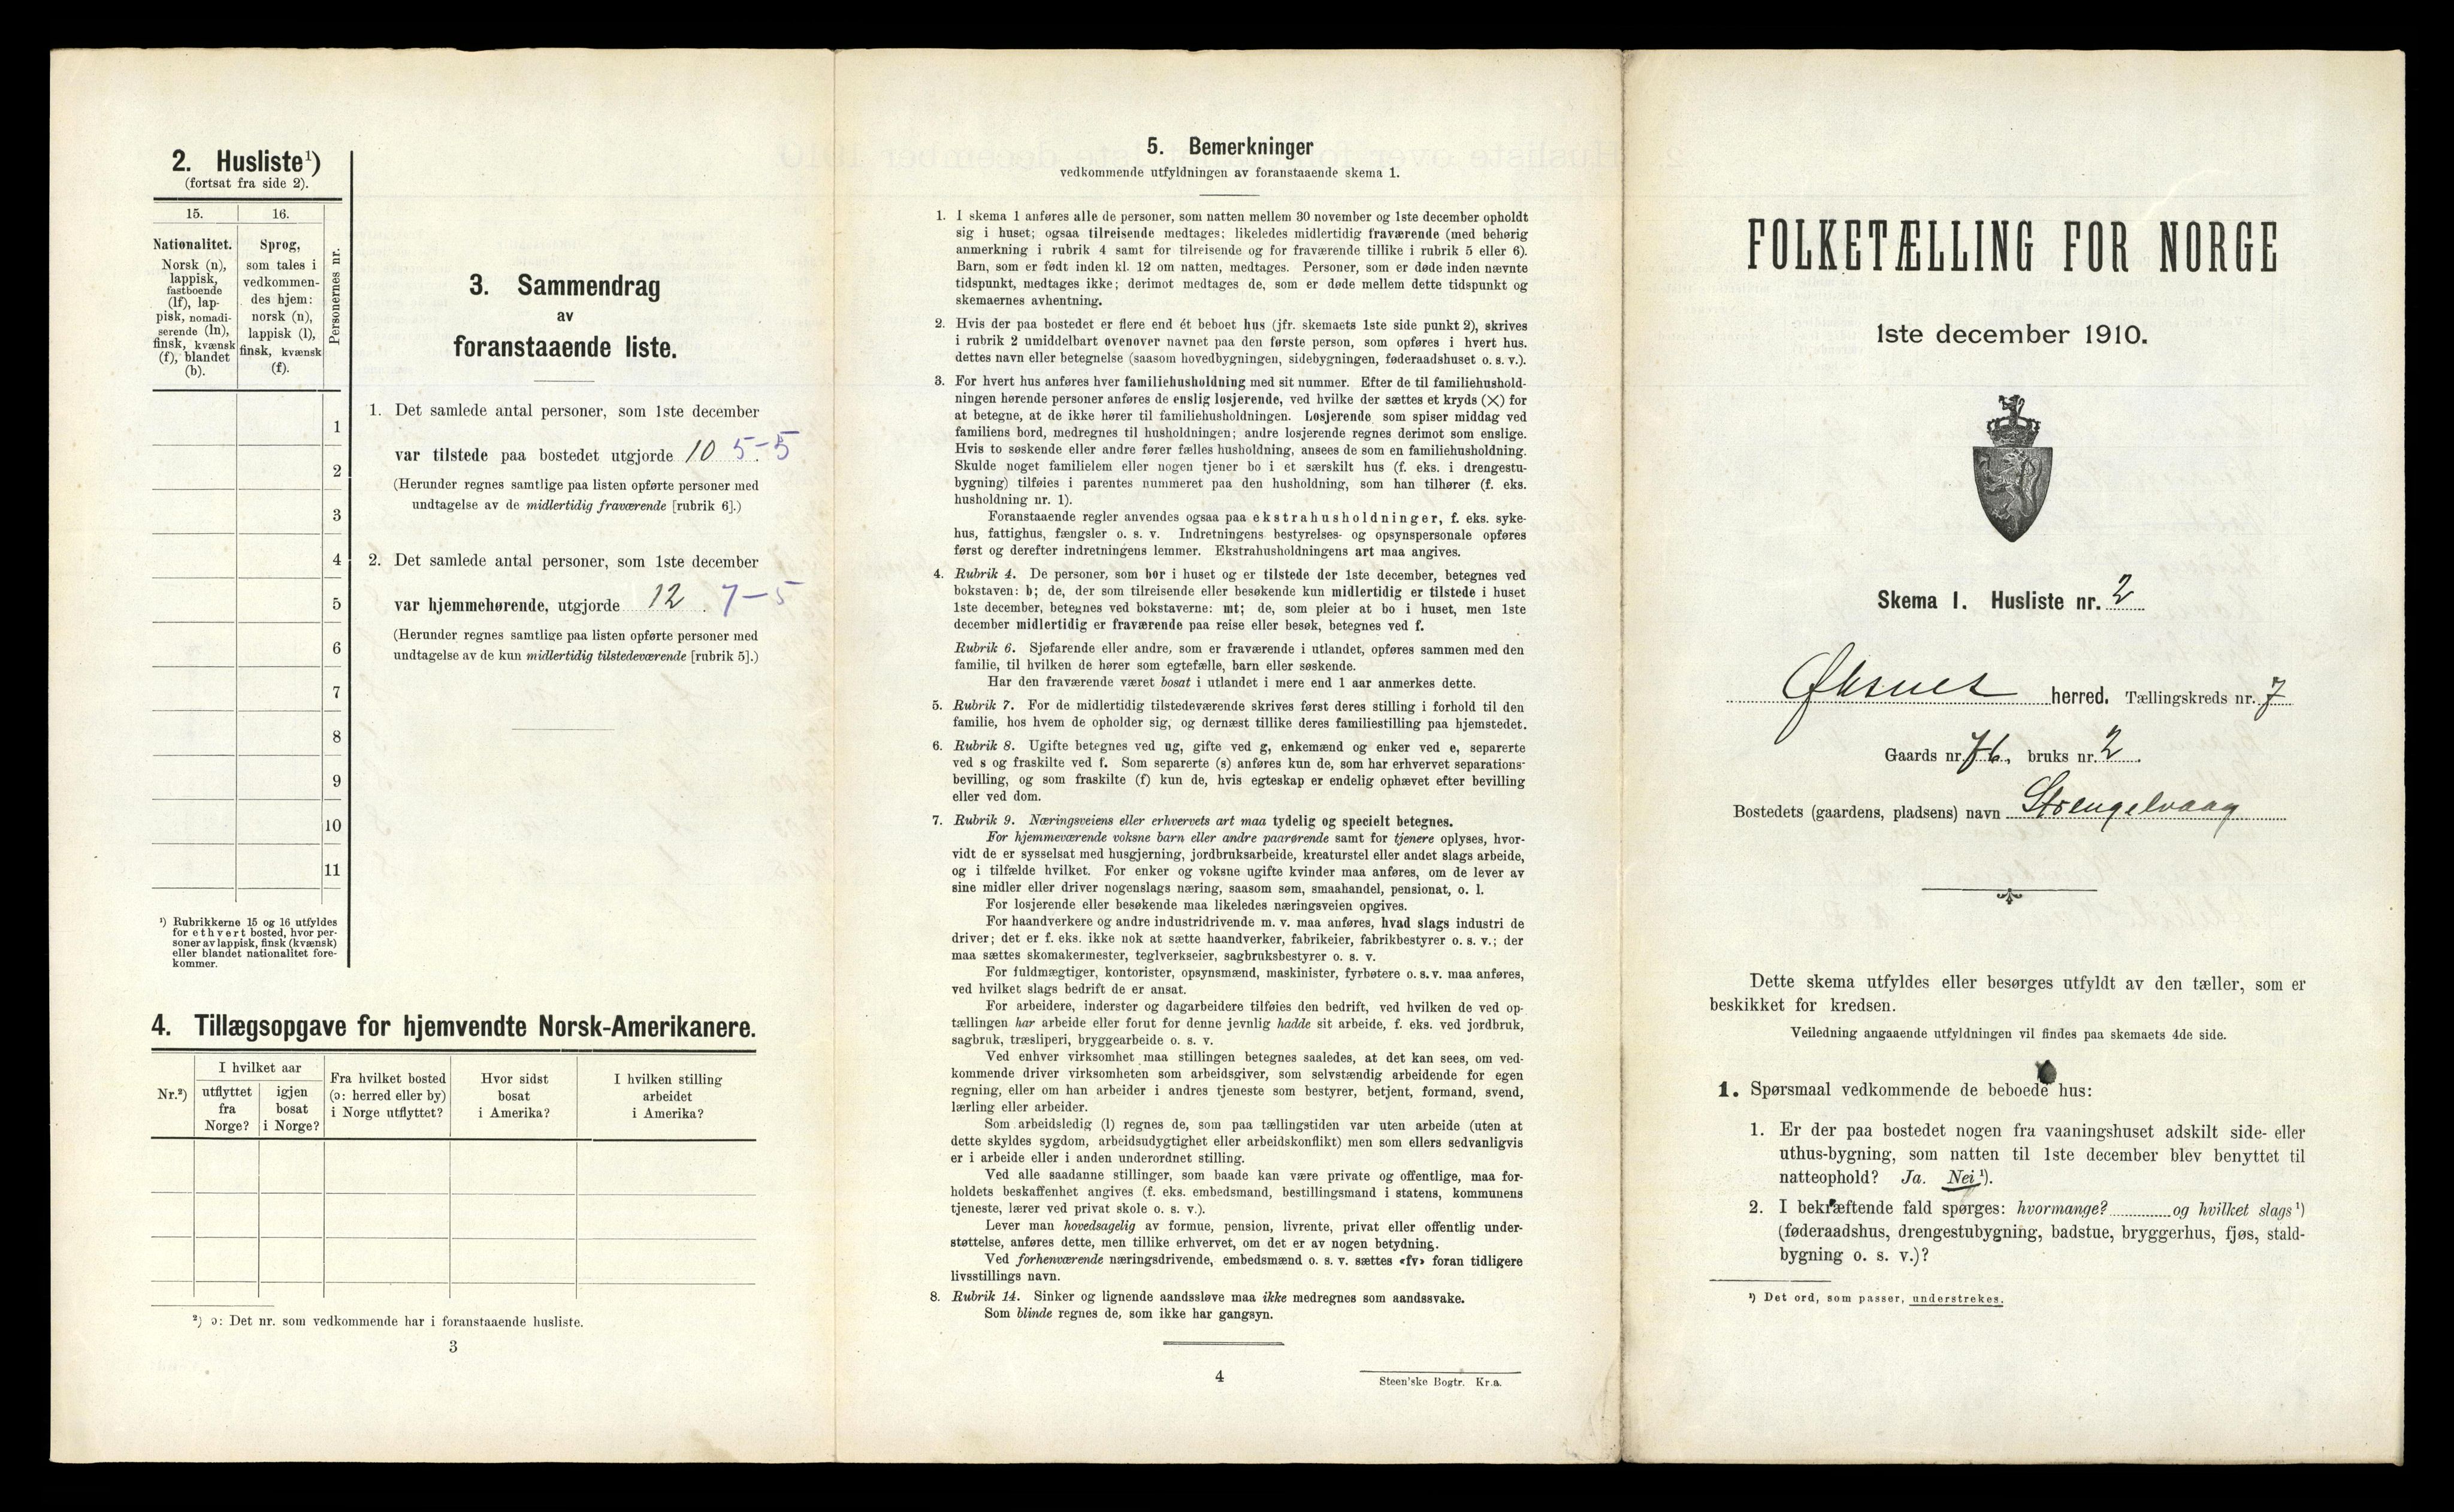 2. Husliste¹)
(fortsat fra side 2).
15. 16.
Personernes nr.
Nationalitet.
Norsk (n),
lappisk,
fastboende
(lf), lap-
pisk, nomadi-
serende (ln),
finsk, kvænsk
(f), blandet
(b).
Sprog,
som tales i
vedkommen-
des hjem:
norsk (n),
lappisk (l),
finsk, kvænsk
(f).
1
2
3
4
5
6
7
8
9
10
11
¹) Rubrikkerne 15 og 16 utfyldes
for ethvert bosted, hvor per-
soner av lappisk, finsk (kvænsk)
eller blandet nationalitet fore-
kommer.
3. Sammendrag
av
foranstaaende liste.
1. Det samlede antal personer, som 1ste december
var tilstede paa bostedet utgjorde 10 5-5
(Herunder regnes samtlige paa listen opførte personer med
undtagelse av de midlertidig fraværende [rubrik 6].)
2. Det samlede antal personer, som 1ste december
var hjemmehørende, utgjorde 12 . 7-5
(Herunder regnes samtlige paa listen opførte personer med
undtagelse av de kun midlertidig tilstedeværende [rubrik 5].)
4. Tillægsopgave for hjemvendte Norsk-Amerikanere.
Nr.²)
I hvilket aar
utflyttet
fra
Norge?
igjen
bosat
i Norge?
Fra hvilket bosted
(ɔ: herred eller by)
i Norge utflyttet?
Hvor sidst
bosat
i Amerika?
I hvilken stilling
arbeidet
i Amerika?
²) ɔ: Det nr. som vedkommende har i foranstaaende husliste.
3
5. Bemerkninger
vedkommende utfyldningen av foranstaaende skema 1.
1. I skema 1 anføres alle de personer, som natten mellem 30 november og 1ste december opholdt
sig i huset; ogsaa tilreisende medtages; likeledes midlertidig fraværende (med behørig
anmerkning i rubrik 4 samt for tilreisende og for fraværende tillike i rubrik 5 eller 6).
Barn, som er født inden kl. 12 om natten, medtages. Personer, som er døde inden nævnte
tidspunkt, medtages ikke; derimot medtages de, som er døde mellem dette tidspunkt og
skemaernes avhentning.
2. Hvis der paa bostedet er flere end ét beboet hus (jfr. skemaets 1ste side punkt 2), skrives
i rubrik 2 umiddelbart ovenover navnet paa den første person, som opføres i hvert hus.
dettes navn eller betegnelse (saasom hovedbygningen, sidebygningen, føderaadshuset o. s. v.).
3. For hvert hus anføres hver familiehusholdning med sit nummer. Efter de til familiehushold-
ningen hørende personer anføres de enslig losjerende, ved hvilke der sættes et kryds (×) for
at betegne, at de ikke hører til familiehusholdningen. Losjerende som spiser middag ved
familiens bord, medregnes til husholdningen; andre losjerende regnes derimot som enslige.
Hvis to søskende eller andre fører fælles husholdning, ansees de som en familiehusholdning.
Skulde noget familielem eller nogen tjener bo i et særskilt hus (f. eks. i drengestu-
bygning) tilføies i parentes nummeret paa den husholdning, som han tilhører (f. eks.
husholdning nr. 1).
Foranstaaende regler anvendes ogsaa paa ekstrahusholdninger, f. eks. syke-
hus, fattighus, fængsler o. s. v. Indretningens bestyrelses- og opsynspersonale opføres
først og derefter indretningens lemmer. Ekstrahusholdningens art maa angives.
4. Rubrik 4. De personer, som bor i huset og er tilstede der 1ste december, betegnes ved
bokstaven: b; de, der som tilreisende eller besøkende kun midlertidig er tilstede i huset
1ste december, betegnes ved bokstaverne: mt; de, som pleier at bo i huset, men 1ste
december midlertidig er fraværende paa reise eller besøk, betegnes ved f.
Rubrik 6. Sjøfarende eller andre, som er fraværende i utlandet, opføres sammen med den
familie, til hvilken de hører som egtefælle, barn eller søskende.
Har den fraværende været bosat i utlandet i mere end 1 aar anmerkes dette.
5. Rubrik 7. For de midlertidig tilstedeværende skrives først deres stilling i forhold til den
familie, hos hvem de opholder sig, og dernæst tillike deres familiestilling paa hjemstedet.
6. Rubrik 8. Ugifte betegnes ved ug, gifte ved g, enkemænd og enker ved e, separerte
ved s og fraskilte ved f. Som separerte (s) anføres kun de, som har erhvervet separations-
bevilling, og som fraskilte (f) kun de, hvis egteskap er endelig ophævet efter bevilling
eller ved dom.
7. Rubrik 9. Næringsveiens eller erhvervets art maa tydelig og specielt betegnes.
For hjemmeværende voksne barn eller andre paarørende samt for tjenere oplyses, hvor-
vidt de er sysselsat med husgjerning, jordbruksarbeide, kreaturstel eller andet slags arbeide,
og i tilfælde hvilket. For enker og voksne ugifte kvinder maa anføres, om de lever av
sine midler eller driver nogenslags næring, saasom søm, smaahandel, pensionat, o. l.
For losjerende eller besøkende maa likeledes næringsveien opgives.
For haandverkere og andre industridrivende m. v. maa anføres, hvad slags industri de
driver; det er f. eks. ikke nok at sætte haandverker, fabrikeier, fabrikbestyrer o. s. v.; der
maa sættes skomakermester, teglverkseier, sagbruksbestyrer o. s. v.
For fuldmægtiger, kontorister, opsynsmænd, maskinister, fyrbøtere o. s. v. maa anføres,
ved hvilket slags bedrift de er ansat.
For arbeidere, inderster og dagarbeidere tilføies den bedrift, ved hvilken de ved op-
tællingen har arbeide eller forut for denne jevnlig hadde sit arbeide, f. eks. ved jordbruk,
sagbruk, træsliperi, bryggearbeide o. s. v.
Ved enhver virksomhet maa stillingen betegnes saaledes, at det kan sees, om ved-
kommende driver virksomheten som arbeidsgiver, som selvstændig arbeidende for egen
regning, eller om han arbeider i andres tjeneste som bestyrer, betjent, formand, svend,
lærling eller arbeider.
Som arbeidsledig (l) regnes de, som paa tællingstiden var uten arbeide (uten at
dette skyldes sygdom, arbeidsudygtighet eller arbeidskonflikt) men som ellers sedvanligvis
er i arbeide eller i anden underordnet stilling.
Ved alle saadanne stillinger, som baade kan være private og offentlige, maa for-
holdets beskaffenhet angives (f. eks. embedsmand, bestillingsmand i statens, kommunens
tjeneste, lærer ved privat skole o. s. v.).
Lever man hovedsagelig av formue, pension, livrente, privat eller offentlig under-
støttelse, anføres dette, men tillike erhvervet, om det er av nogen betydning.
Ved forhenværende næringsdrivende, embedsmænd o. s. v. sættes «fv» foran tidligere
livsstillings navn.
8. Rubrik 14. Sinker og lignende aandssløve maa ikke medregnes som aandssvake.
Som blinde regnes de, som ikke har gangsyn.
4
Steen'ske Bogtr. Kr.a.
FOLKETÆLLING FOR NORGE
1ste december 1910.
Skema 1. Husliste nr. 2
Øksnes herred. Tællingskreds nr. 7
Gaards nr. 76, bruks nr. 2.
Bostedets (gaardens, pladsens) navn Strengelvaag
Dette skema utfyldes eller besørges utfyldt av den tæller, som er
beskikket for kredsen.
Veiledning angaaende utfyldningen vil findes paa skemaets 4de side.
1. Spørsmaal vedkommende de beboede hus:
1. Er der paa bostedet nogen fra vaaningshuset adskilt side- eller
uthus-bygning, som natten til 1ste december blev benyttet til
natteophold? Ja. Nei¹).
2. I bekræftende fald spørges: hvormange? og hvilket slags¹)
(føderaadshus, drengestubygning, badstue, bryggerhus, fjøs, stald-
bygning o. s. v.)?
¹) Det ord, som passer, understrekes.